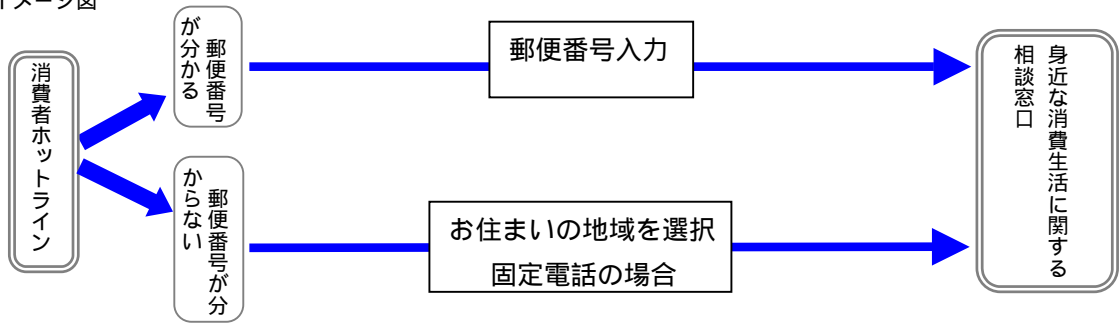 イメージ図
消費者ホットライン
郵便番号
が分かる
郵便番号入力
郵便番号が分
からない
お住まいの地域を選択
固定電話の場合
身近な消費生活に関する
相談窓口